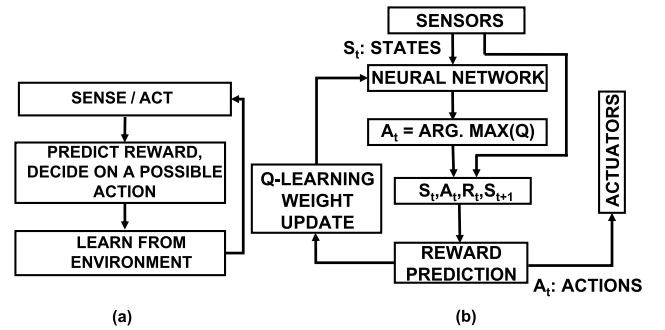 SENSE / ACT
PREDICT REWARD,
DECIDE ON A POSSIBLE
ACTION
LEARN FROM
ENVIRONMENT
(a)
SENSORS
St: STATES
NEURAL NETWORK
At = ARG. MAX(Q)
St,At,Rt,St+1
Q-LEARNING
WEIGHT
UPDATE
REWARD
PREDICTION
ACTUATORS
At: ACTIONS
(b)